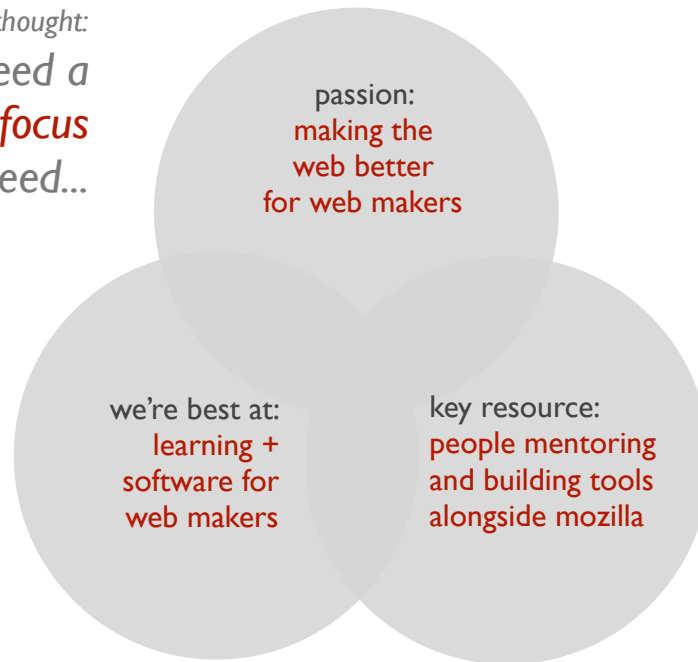 thought:
eed a
focus
eed...
passion:
making the
web better
for web makers
we're best at:
learning +
software for
web makers
key resource:
people mentoring
and building tools
alongside mozilla